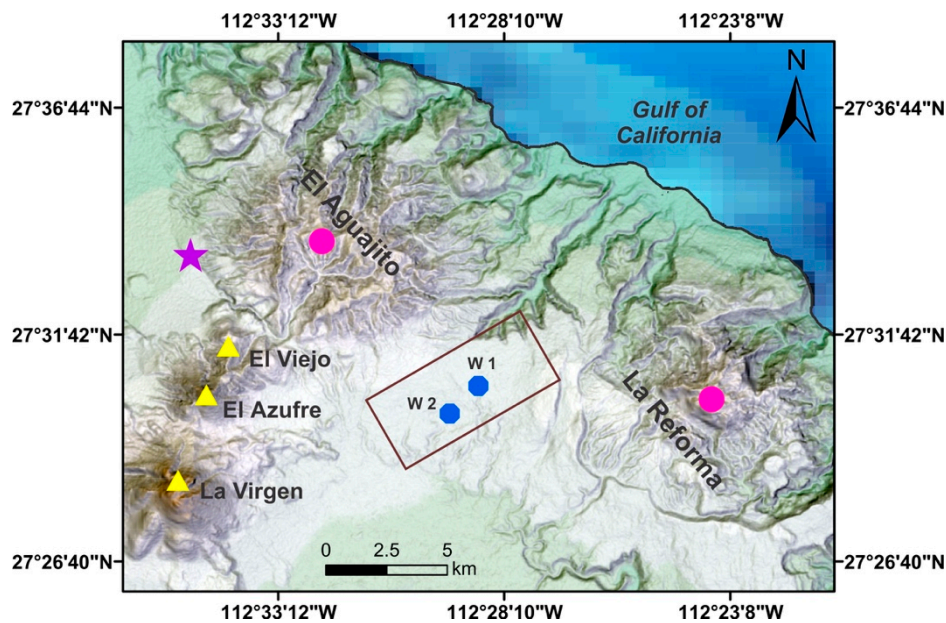 112°33'12"W 112°28'10"W 112°23'8"W
N
27°36'44"N 27°36'44"N
Gulf of
California
El Aguajito
27°31'42"N 27°31'42"N
El Viejo
W 1
La Reforma
W 2
El Azufre
La Virgen
0 2.5 5
km
27°26'40"N 27°26'40"N
112°33'12"W 112°28'10"W 112°23'8"W